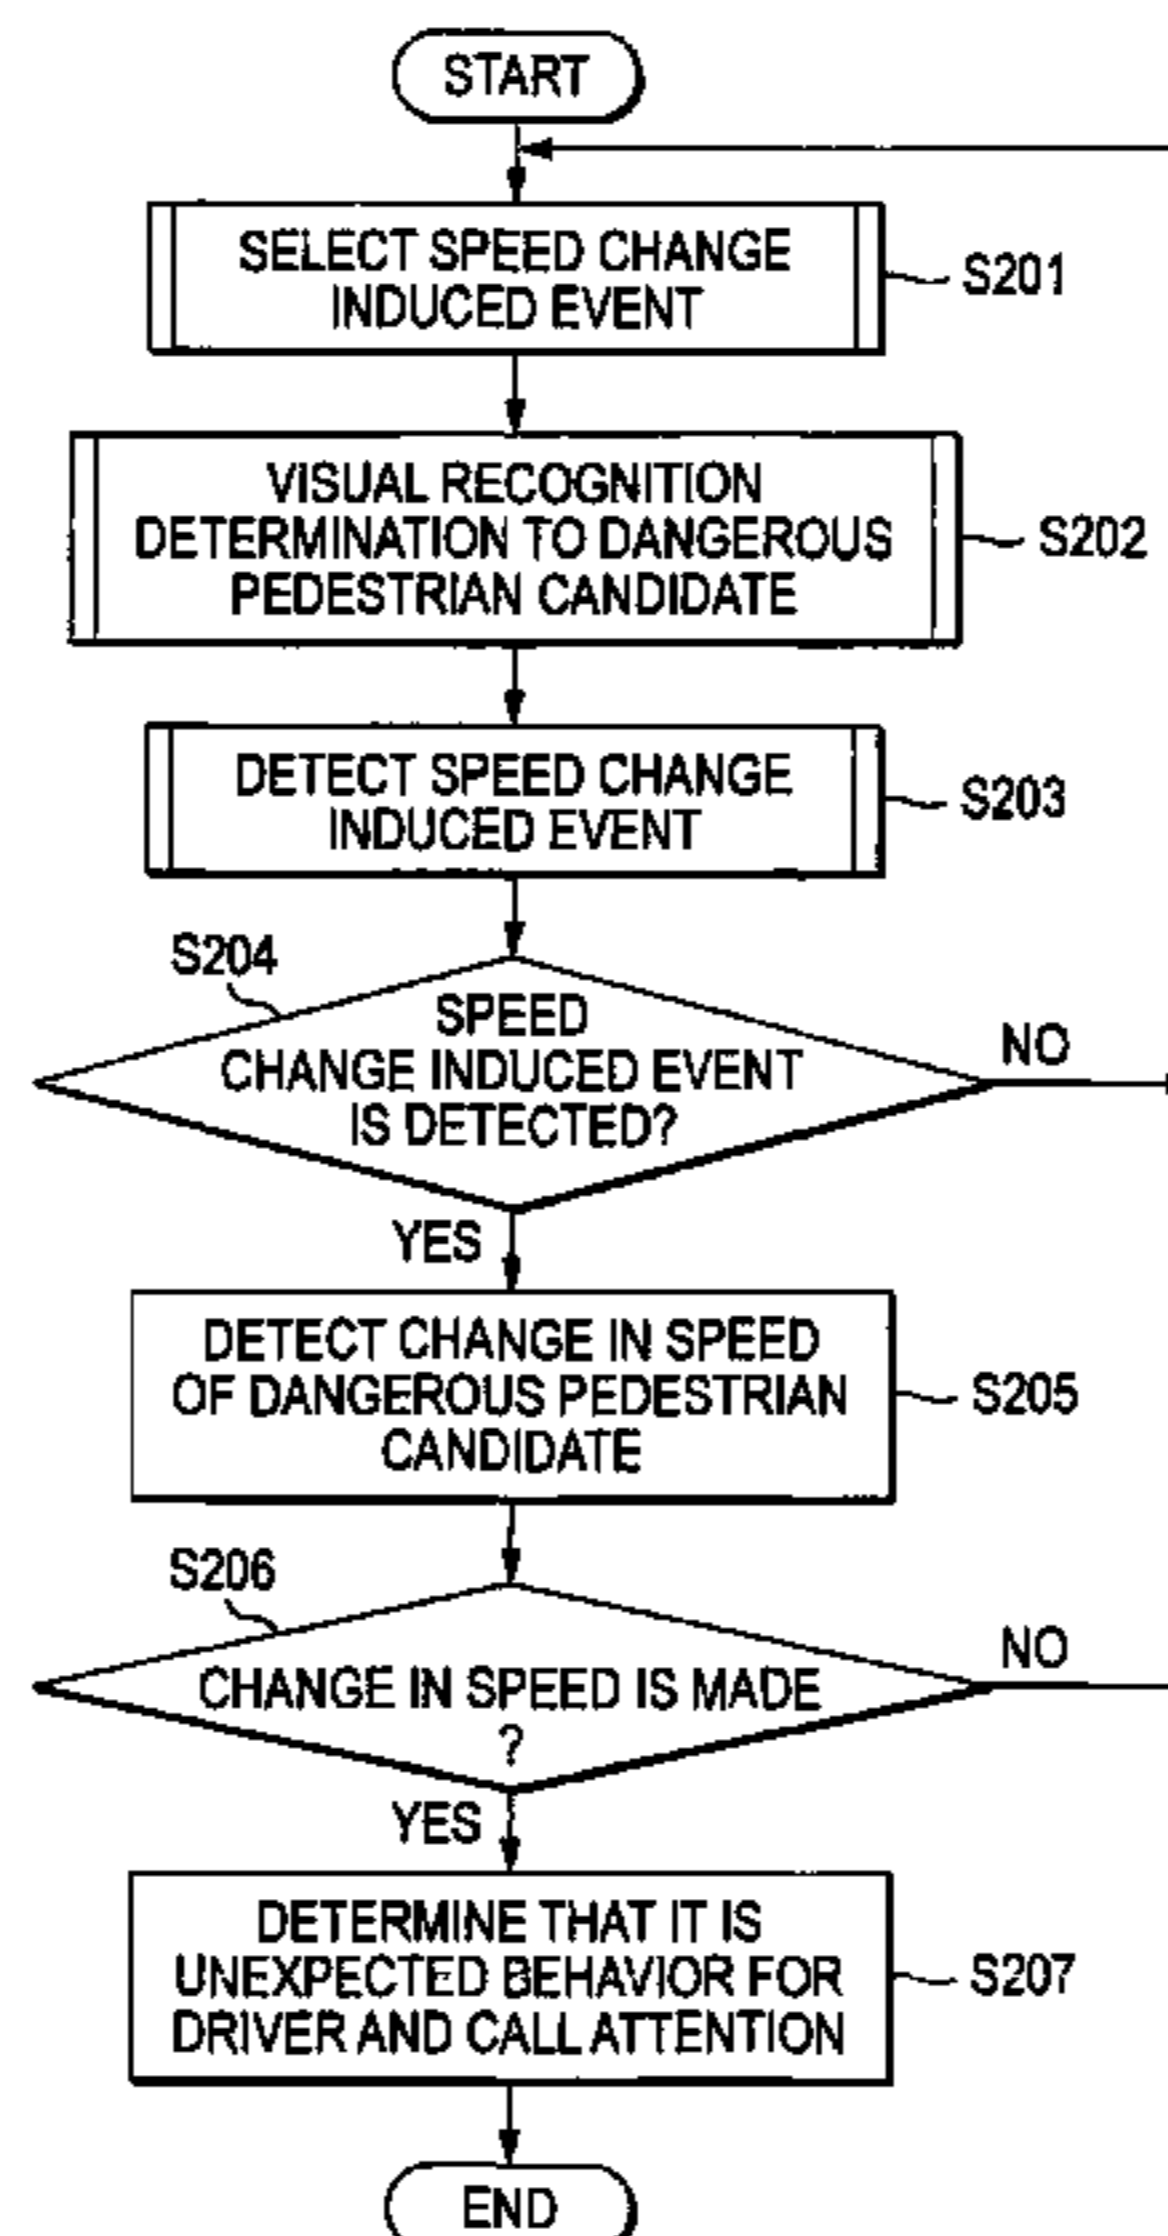 START
SELECT SPEED CHANGE
INDUCED EVENT
S201
VISUAL RECOGNITION
DETERMINATION TO DANGEROUS
PEDESTRIAN CANDIDATE
S202
DETECT SPEED CHANGE
INDUCED EVENT
S203
S204
SPEED
CHANGE INDUCED EVENT
IS DETECTED?
NO
YES
DETECT CHANGE IN SPEED
OF DANGEROUS PEDESTRIAN
CANDIDATE
S205
S206
CHANGE IN SPEED IS MADE
?
NO
YES
DETERMINE THAT IT IS
UNEXPECTED BEHAVIOR FOR
DRIVER AND CALL ATTENTION
S207
END